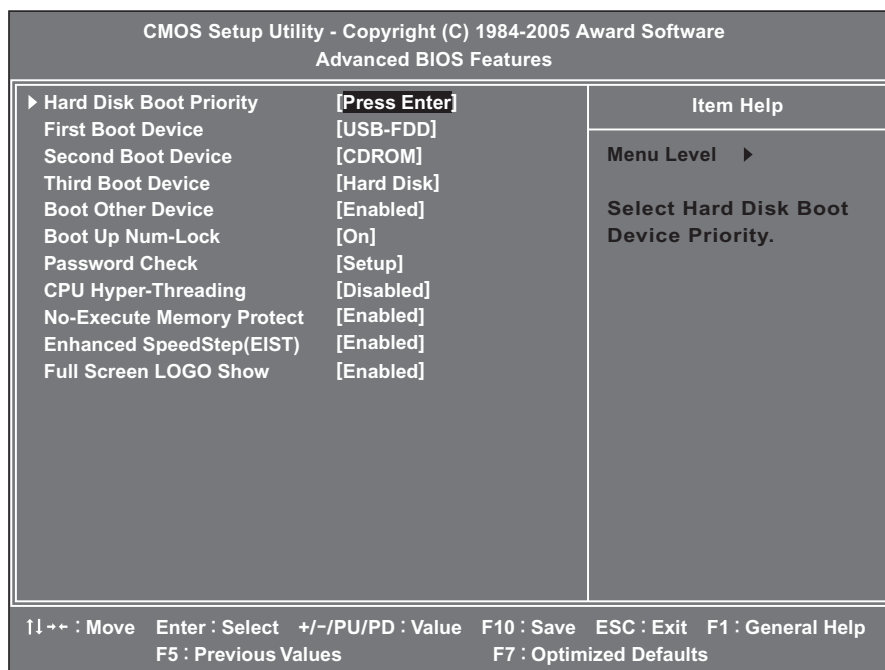 CMOS Setup Utility - Copyright (C) 1984-2005 Award Software
Advanced BIOS Features
▶ Hard Disk Boot Priority [Press Enter]
First Boot Device [USB-FDD]
Second Boot Device [CDROM]
Third Boot Device [Hard Disk]
Boot Other Device [Enabled]
Boot Up Num-Lock [On]
Password Check [Setup]
CPU Hyper-Threading [Disabled]
No-Execute Memory Protect [Enabled]
Enhanced SpeedStep(EIST) [Enabled]
Full Screen LOGO Show [Enabled]
Item Help
Menu Level ▶
Select Hard Disk Boot
Device Priority.
↑↓→← : Move Enter : Select +/-/PU/PD : Value F10 : Save ESC : Exit F1 : General Help
F5 : Previous Values F7 : Optimized Defaults